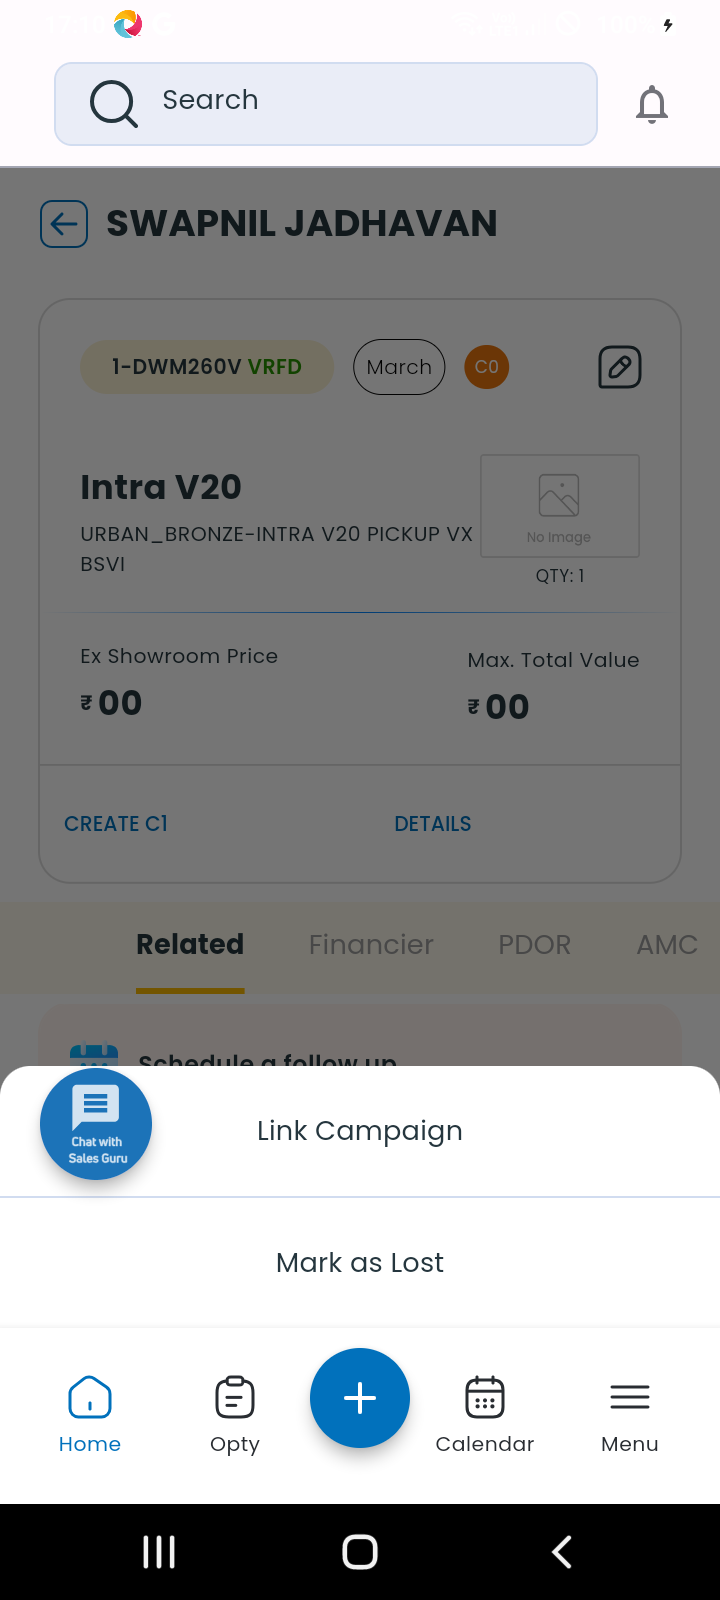 Search
SWAPNIL JADHAVAN
1-DWM260V VRFD
March
C0
Intra V20
URBAN_BRONZE-INTRA V20 PICKUP VX
BSVI
No Image
QTY: 1
Ex Showroom Price
₹ 00
Max. Total Value
₹ 00
CREATE C1
DETAILS
Related
Financier
PDOR
AMC
Schedule a follow up
Chat with
Sales Guru
Link Campaign
Mark as Lost
Home
Opty
Calendar
Menu